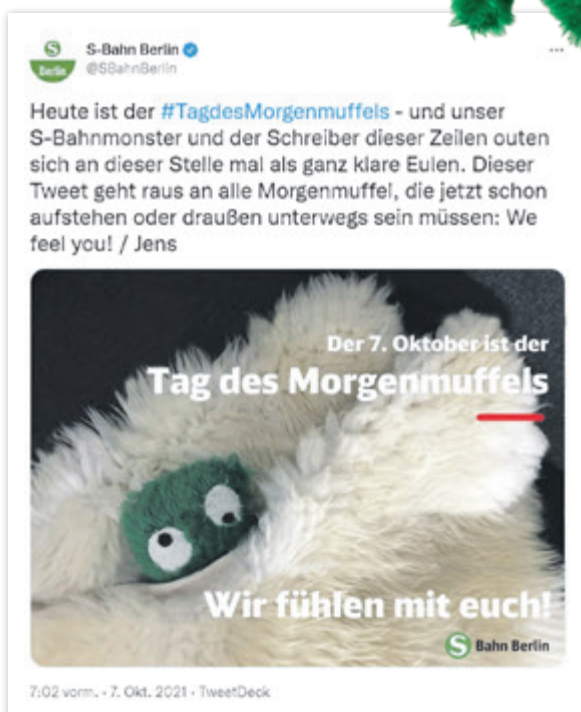 S-Bahn Berlin
@SBahnBerlin
S
Berlin
Heute ist der #TagdesMorgenmuffels - und unser
S-Bahnmonster und der Schreiber dieser Zeilen outen
sich an dieser Stelle mal als ganz klare Eulen. Dieser
Tweet geht raus an alle Morgenmuffel, die jetzt schon
aufstehen oder draußen unterwegs sein müssen: We
feel you! / Jens
Der 7. Oktober ist der
Tag des Morgenmuffels
Wir fühlen mit euch!
S Bahn Berlin
7:02 vorm. · 7. Okt. 2021 · TweetDeck